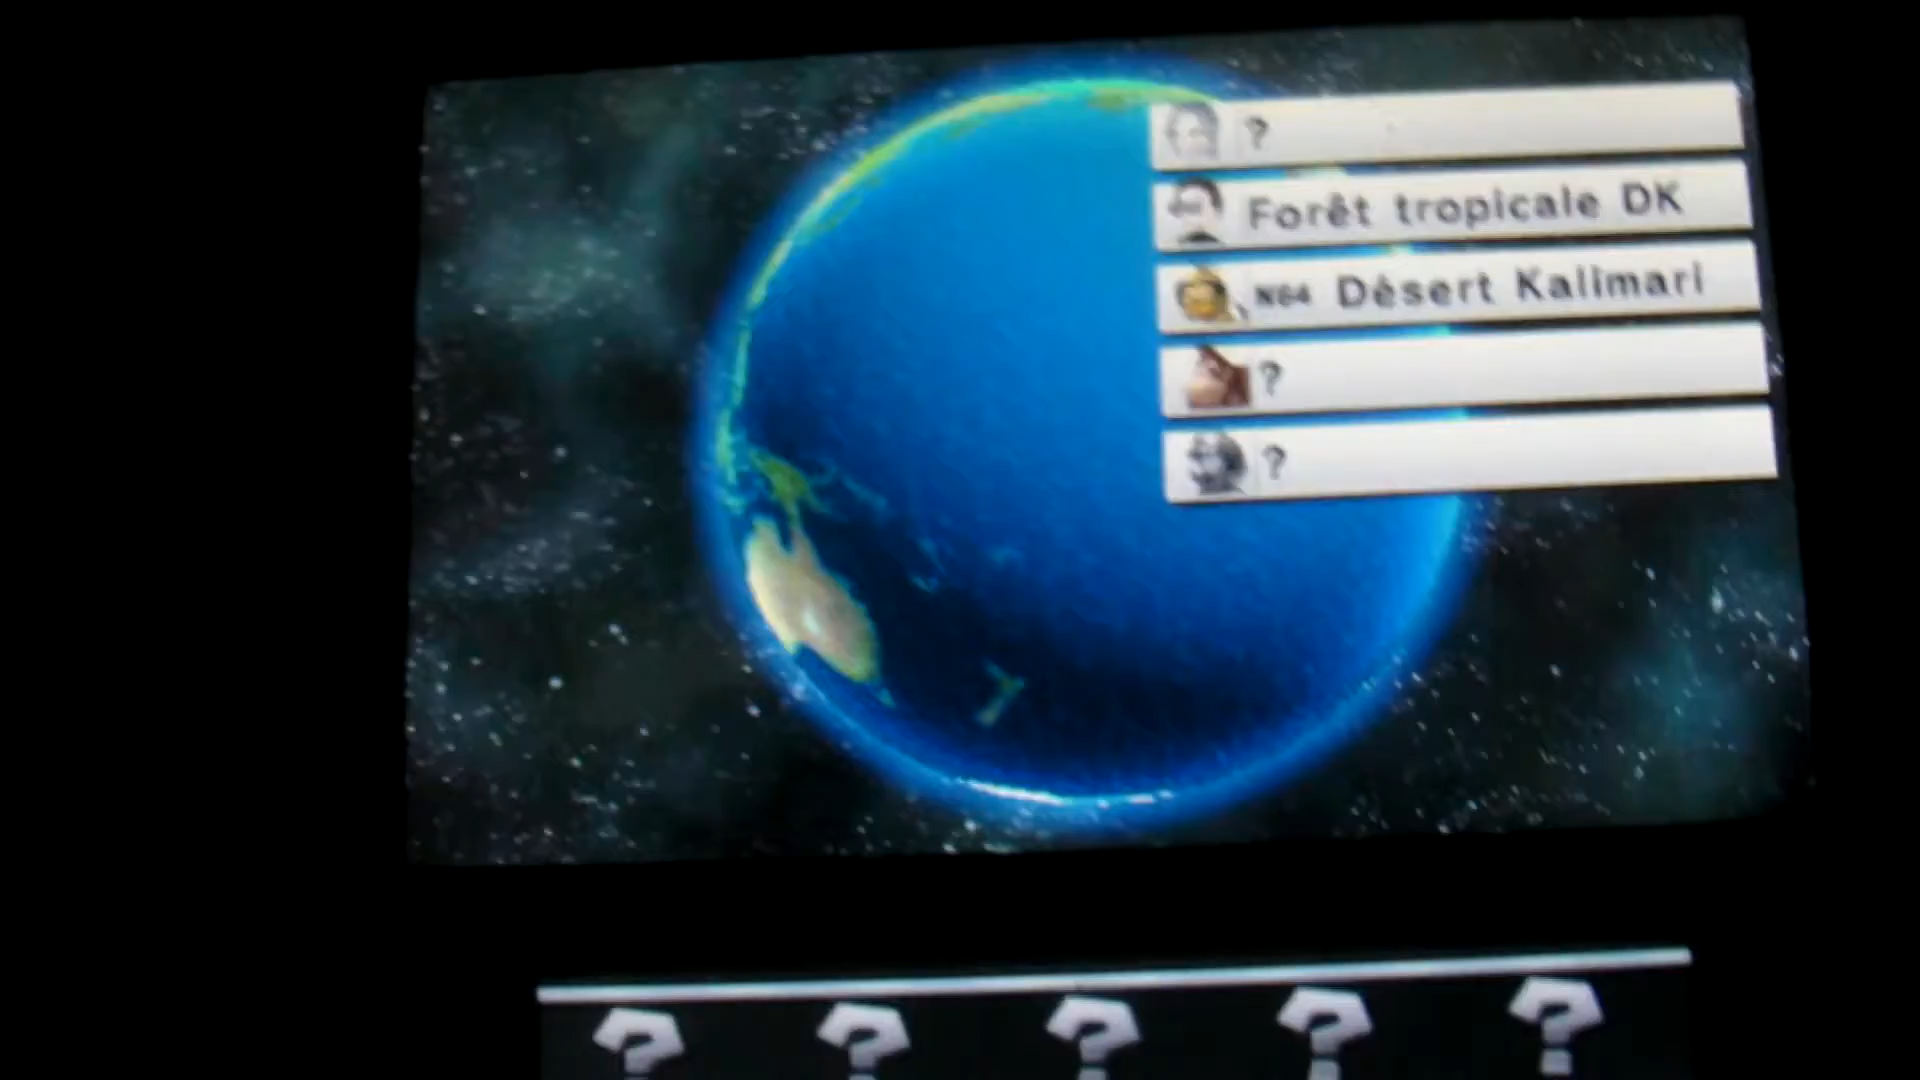 ?
Forêt tropicale DK
N64 Désert Kalimari
?
?
? ? ? ? ?